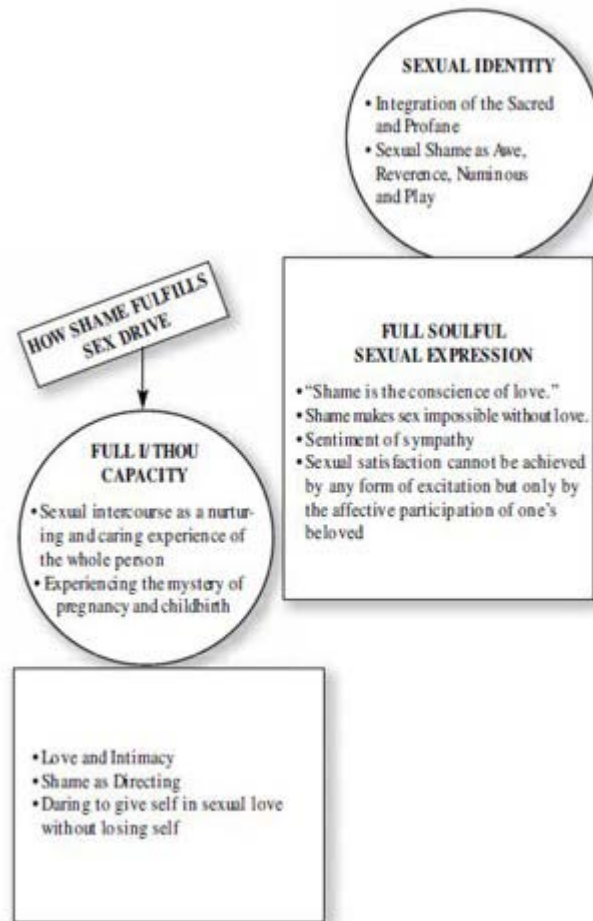 SEXUAL IDENTITY
• Integration of the Sacred
and Profane
• Sexual Shame as Awe,
Reverence, Numinous
and Play
HOW SHAME FULFILLS
SEX DRIVE
FULL SOULFUL
SEXUAL EXPRESSION
• “Shame is the conscience of love.”
• Shame makes sex impossible without love.
• Sentiment of sympathy
• Sexual satisfaction cannot be achieved
by any form of excitation but only by
the affective participation of one’s
beloved
FULL I/THOU
CAPACITY
• Sexual intercourse as a nurtur-
ing and caring experience of
the whole person
• Experiencing the mystery of
pregnancy and childbirth
• Love and Intimacy
• Shame as Directing
• Daring to give self in sexual love
without losing self